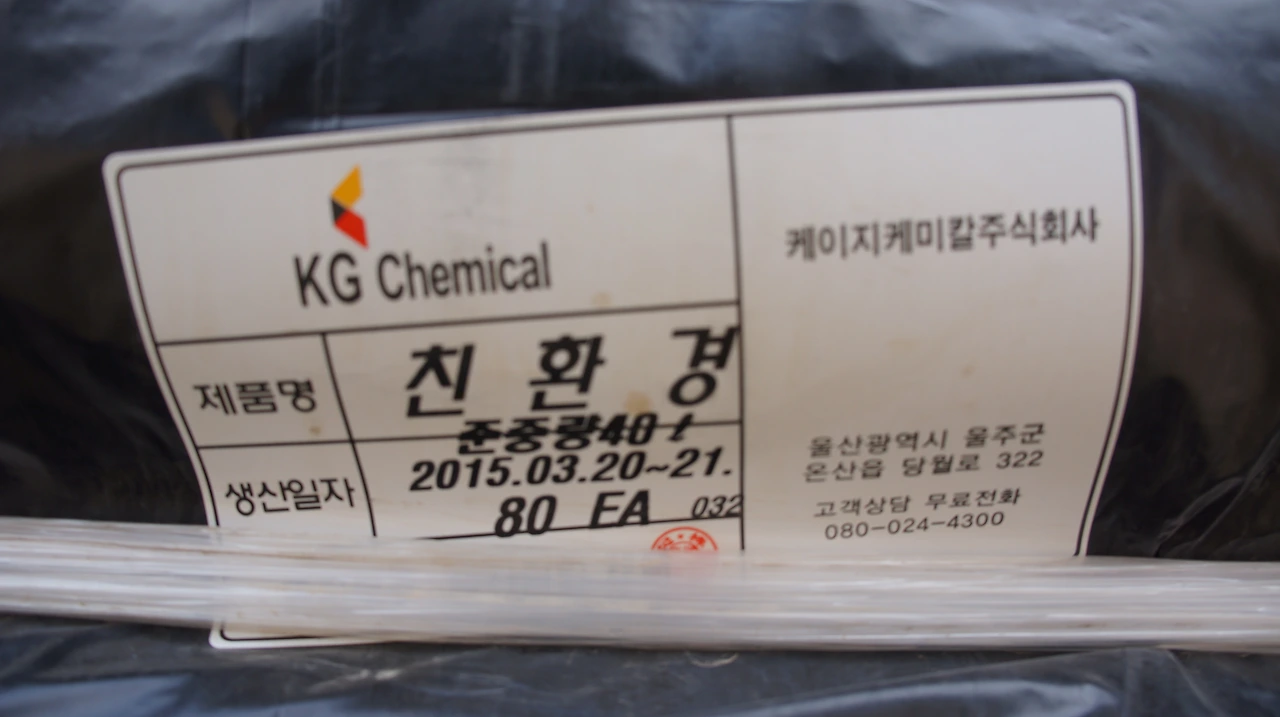 KG Chemical
제품명
친 환 경
준중량40ℓ
생산일자
2015.03.20~21.
80 EA 032
케이지케미칼주식회사
울산광역시 울주군
온산읍 당월로 322
고객상담 무료전화
080-024-4300